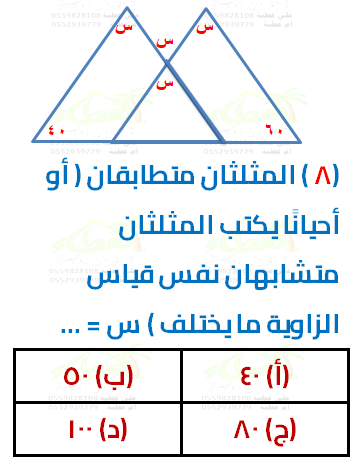 س س س
س
٤٠ ٦٠
(٨) المثلثان متطابقان (أو
أحيانًا يكتب المثلثان
متشابهان نفس قياس
الزاوية ما يختلف) س = ...
(أ) ٤٠ (ب) ٥٠
(ج) ٨٠ (د) ١٠٠